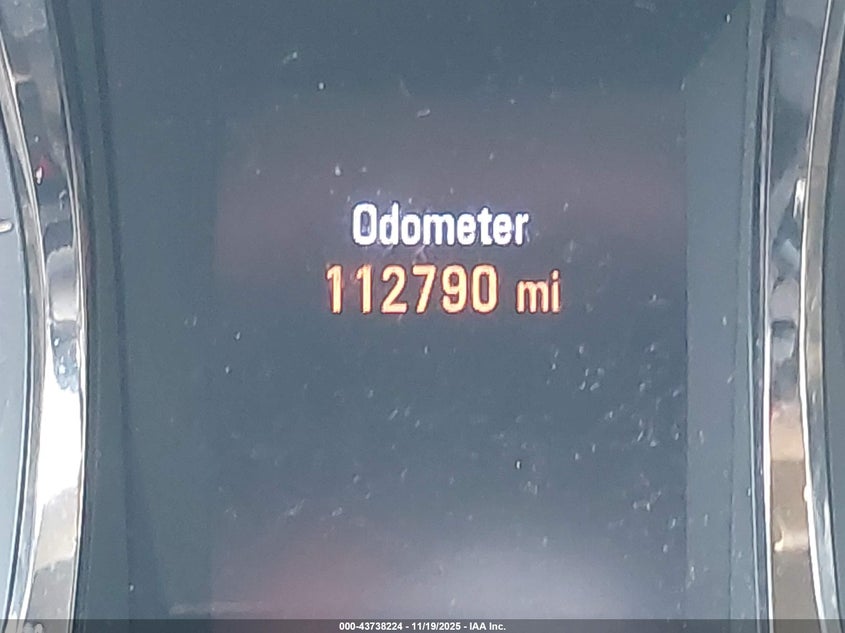 Odometer
112790 mi
000-43738224 - 11/19/2025 - IAA Inc.